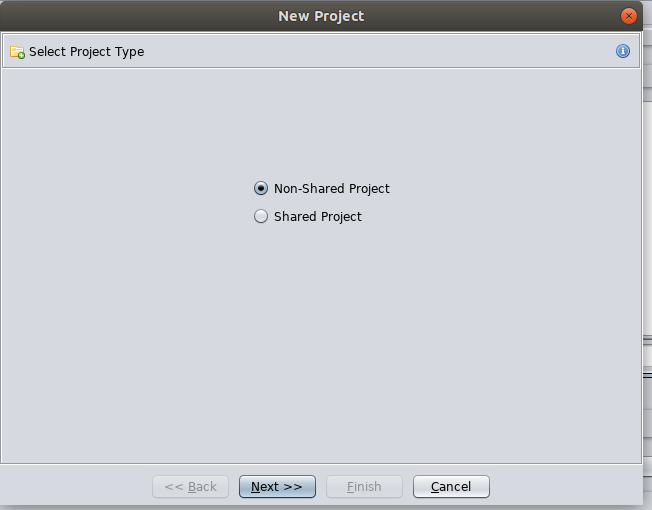 New Project
Select Project Type
Non-Shared Project
Shared Project
<< Back Next >> Finish Cancel